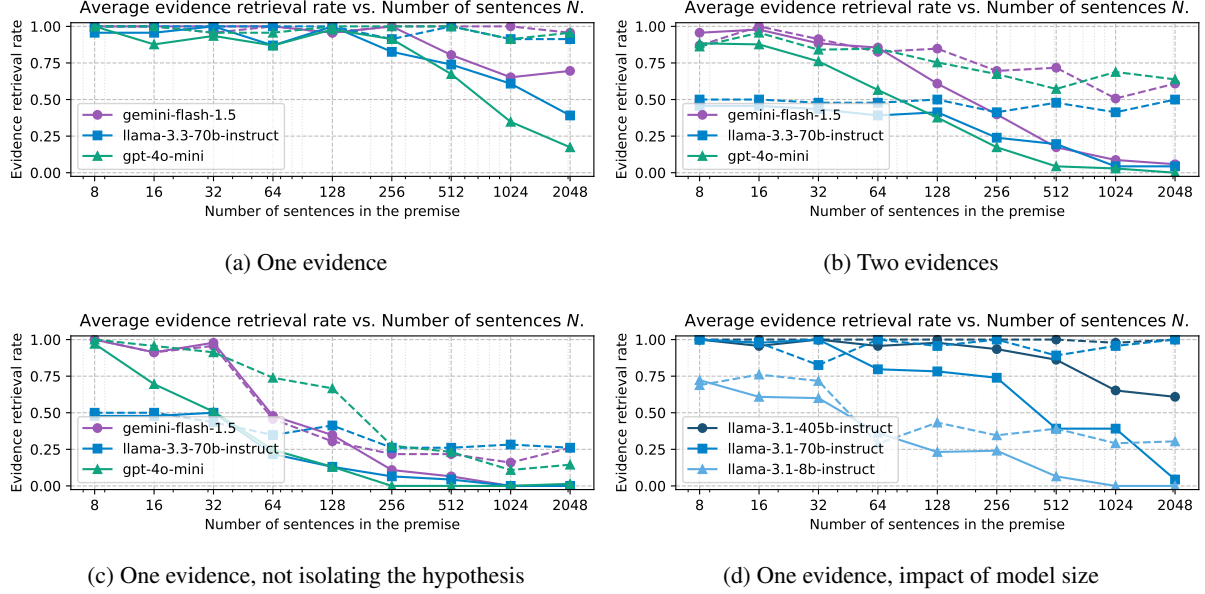 Average evidence retrieval rate vs. Number of sentences N.
Evidence retrieval rate
1.00
0.75
0.50
0.25
0.00
gemini-flash-1.5
llama-3.3-70b-instruct
gpt-4o-mini
8 16 32 64 128 256 512 1024 2048
Number of sentences in the premise
(a) One evidence
Average evidence retrieval rate vs. Number of sentences N.
Evidence retrieval rate
1.00
0.75
0.50
0.25
0.00
gemini-flash-1.5
llama-3.3-70b-instruct
gpt-4o-mini
8 16 32 64 128 256 512 1024 2048
Number of sentences in the premise
(b) Two evidences
Average evidence retrieval rate vs. Number of sentences N.
Evidence retrieval rate
1.00
0.75
0.50
0.25
0.00
gemini-flash-1.5
llama-3.3-70b-instruct
gpt-4o-mini
8 16 32 64 128 256 512 1024 2048
Number of sentences in the premise
(c) One evidence, not isolating the hypothesis
Average evidence retrieval rate vs. Number of sentences N.
Evidence retrieval rate
1.00
0.75
0.50
0.25
0.00
llama-3.1-405b-instruct
llama-3.1-70b-instruct
llama-3.1-8b-instruct
8 16 32 64 128 256 512 1024 2048
Number of sentences in the premise
(d) One evidence, impact of model size